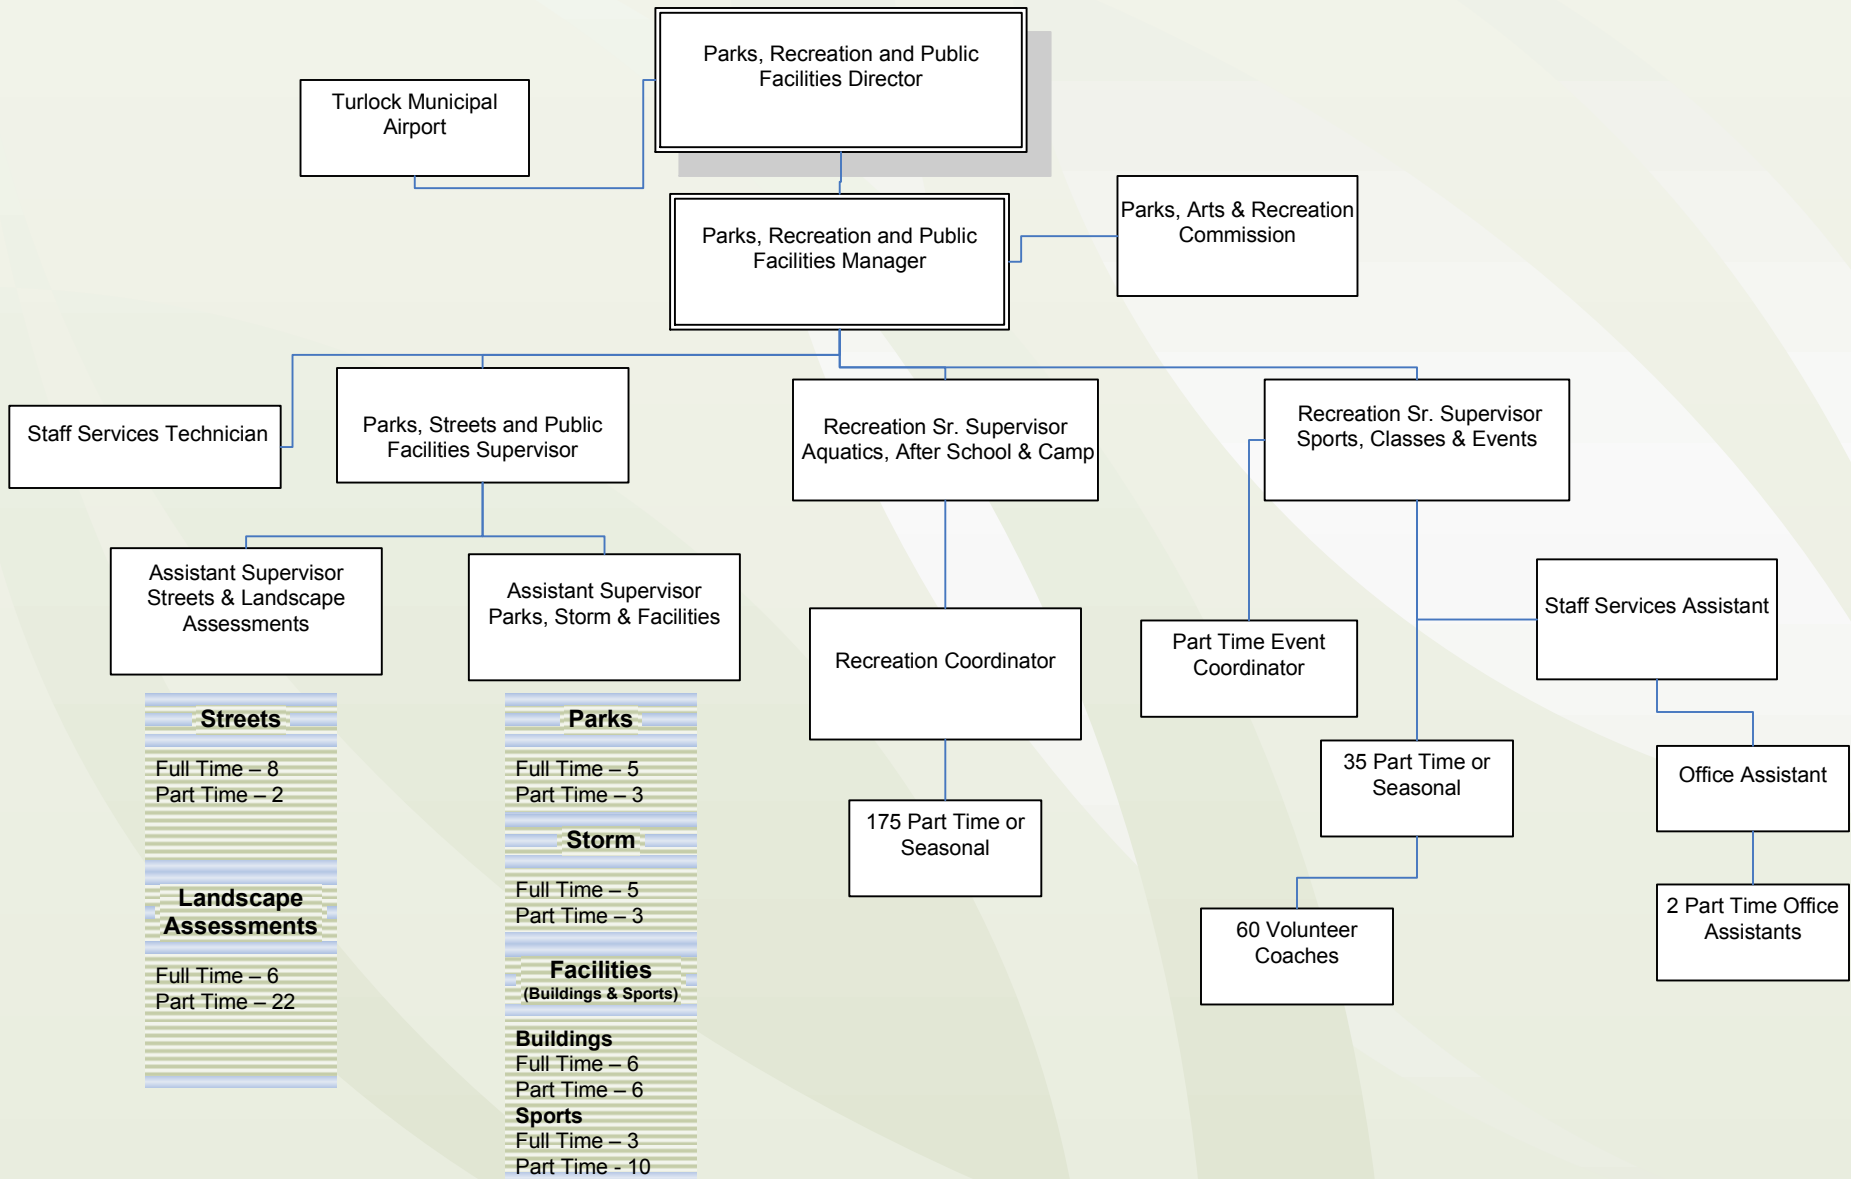 Parks, Recreation and Public
Facilities Director
Turlock Municipal
Airport
Parks, Recreation and Public
Facilities Manager
Parks, Arts & Recreation
Commission
Staff Services Technician
Parks, Streets and Public
Facilities Supervisor
Recreation Sr. Supervisor
Aquatics, After School & Camp
Recreation Sr. Supervisor
Sports, Classes & Events
Assistant Supervisor
Streets & Landscape
Assessments
Assistant Supervisor
Parks, Storm & Facilities
Recreation Coordinator
Part Time Event
Coordinator
Staff Services Assistant
Streets
Full Time – 8
Part Time – 2
Landscape
Assessments
Full Time – 6
Part Time – 22
Parks
Full Time – 5
Part Time – 3
Storm
Full Time – 5
Part Time – 3
Facilities
(Buildings & Sports)
Buildings
Full Time – 6
Part Time – 6
Sports
Full Time – 3
Part Time - 10
175 Part Time or
Seasonal
35 Part Time or
Seasonal
60 Volunteer
Coaches
Office Assistant
2 Part Time Office
Assistants